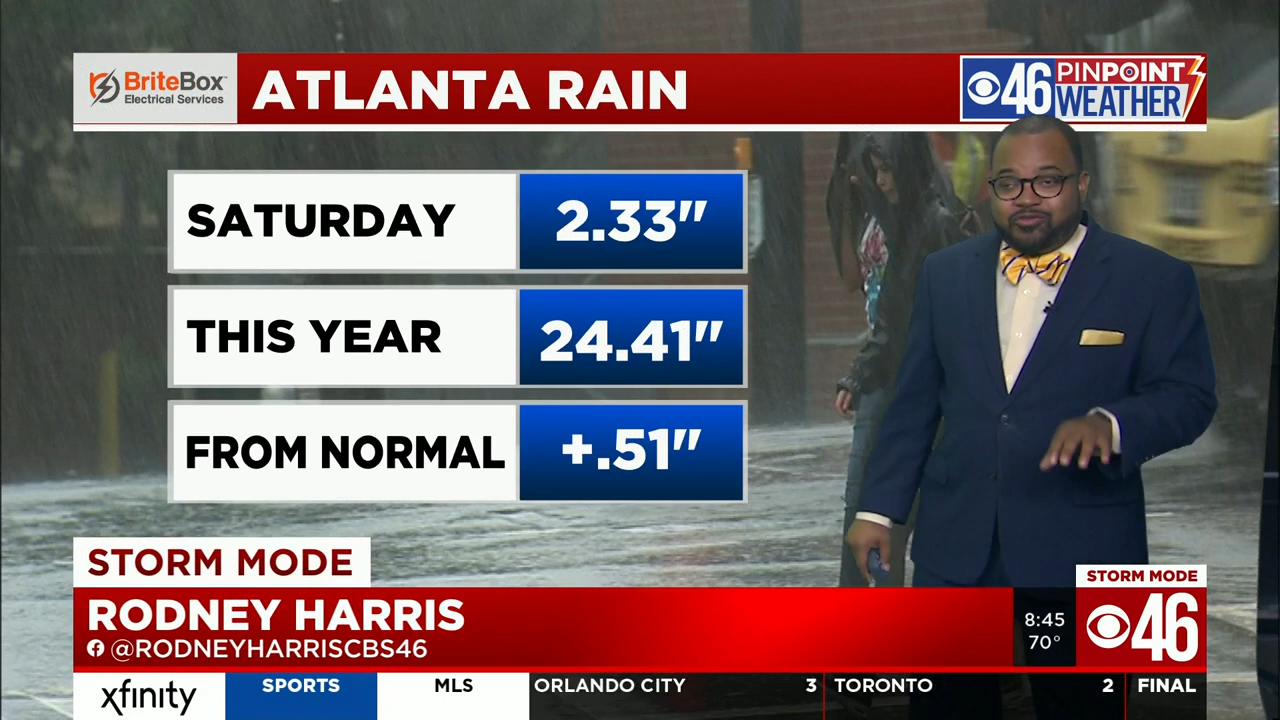 BriteBox™
Electrical Services
ATLANTA RAIN
46 PINPOINT WEATHER
SATURDAY 2.33"
THIS YEAR 24.41"
FROM NORMAL +.51"
STORM MODE
RODNEY HARRIS
@RODNEYHARRISCBS46
8:45
70°
STORM MODE
46
xfinity SPORTS MLS ORLANDO CITY 3 TORONTO 2 FINAL